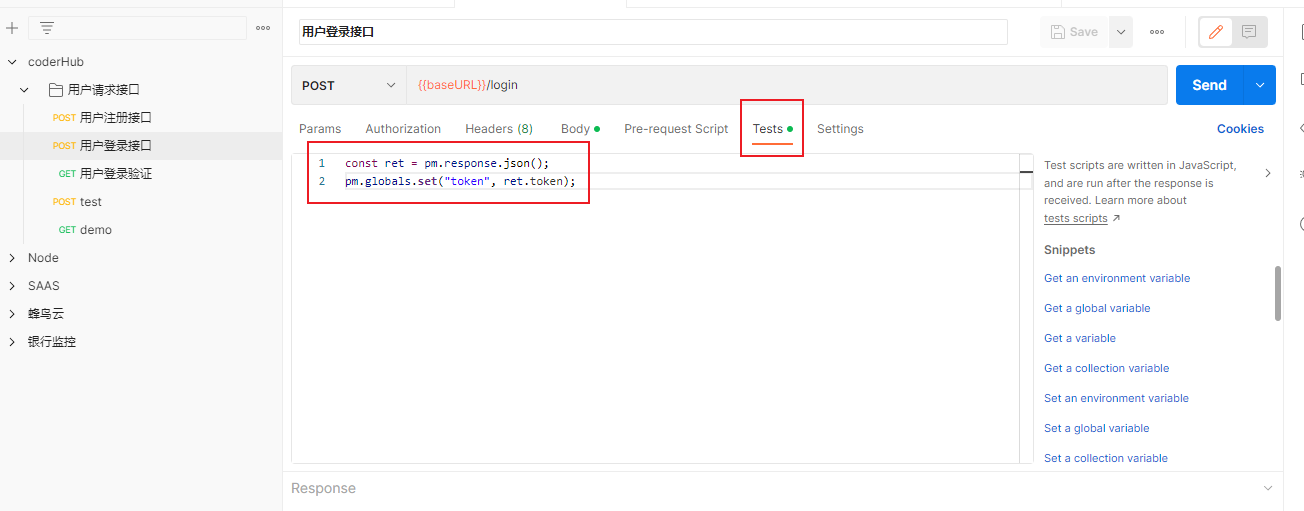 用户登录接口
Save
coderHub
用户请求接口
POST 用户注册接口
POST 用户登录接口
GET 用户登录验证
POST test
GET demo
Node
SAAS
蜂鸟云
银行监控
POST {{baseURL}}/login Send
Params Authorization Headers (8) Body Pre-request Script Tests Settings Cookies
1 const ret = pm.response.json();
2 pm.globals.set("token", ret.token);
Test scripts are written in JavaScript,
and are run after the response is
received. Learn more about
tests scripts ↗
Snippets
Get an environment variable
Get a global variable
Get a variable
Get a collection variable
Set an environment variable
Set a global variable
Set a collection variable
Response